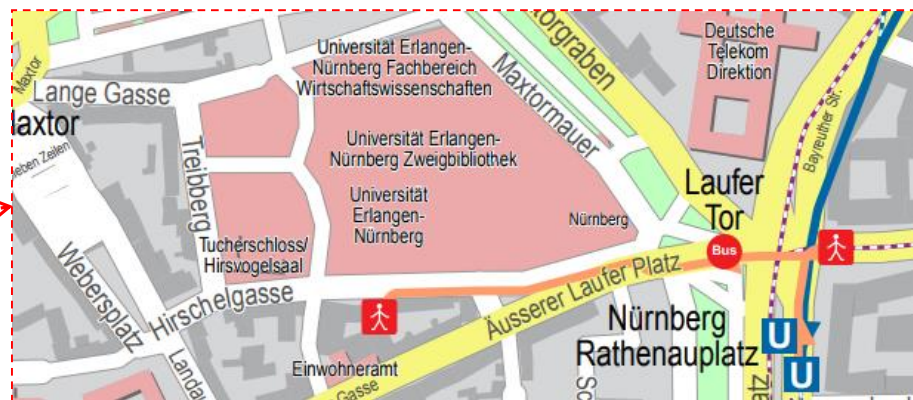 Maxtor
Lange Gasse
Maxtor
Treibberg
Universität Erlangen-
Nürnberg Fachbereich
Wirtschaftswissenschaften
Universität Erlangen-
Nürnberg Zweigbibliothek
Universität
Erlangen-
Nürnberg
Tucherschloss/
Hirsvogelsaal
Hirschelgasse
Webersplatz
Maxtormauer
Nürnberg
Deutsche
Telekom
Direktion
Bayreuther Str.
Laufer
Tor
Bus
Äusserer Laufer Platz
Nürnberg
Rathenauplatz
U
U
Einwohneramt
Gasse